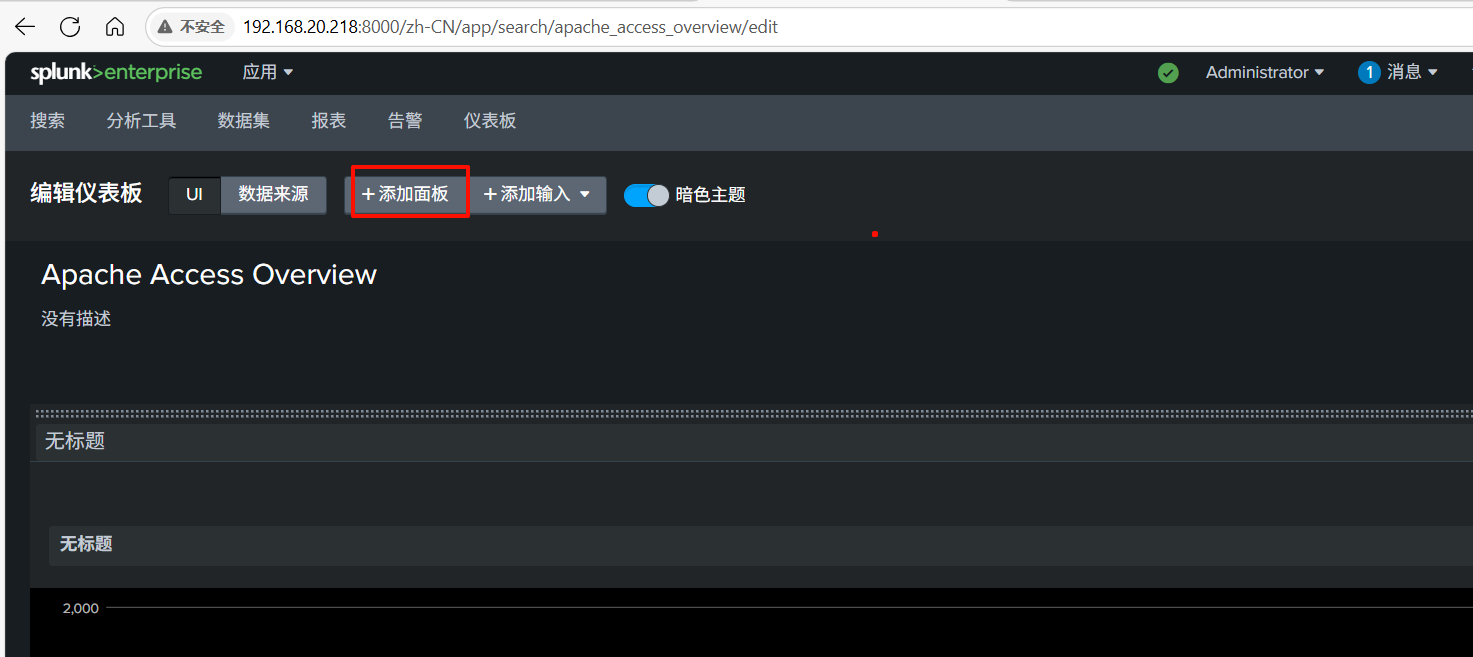 不安全 192.168.20.218:8000/zh-CN/app/search/apache_access_overview/edit
splunk>enterprise 应用 Administrator 1 消息
搜索 分析工具 数据集 报表 告警 仪表板
编辑仪表板 UI 数据来源 +添加面板 +添加输入 暗色主题
Apache Access Overview
没有描述
无标题
无标题
2,000